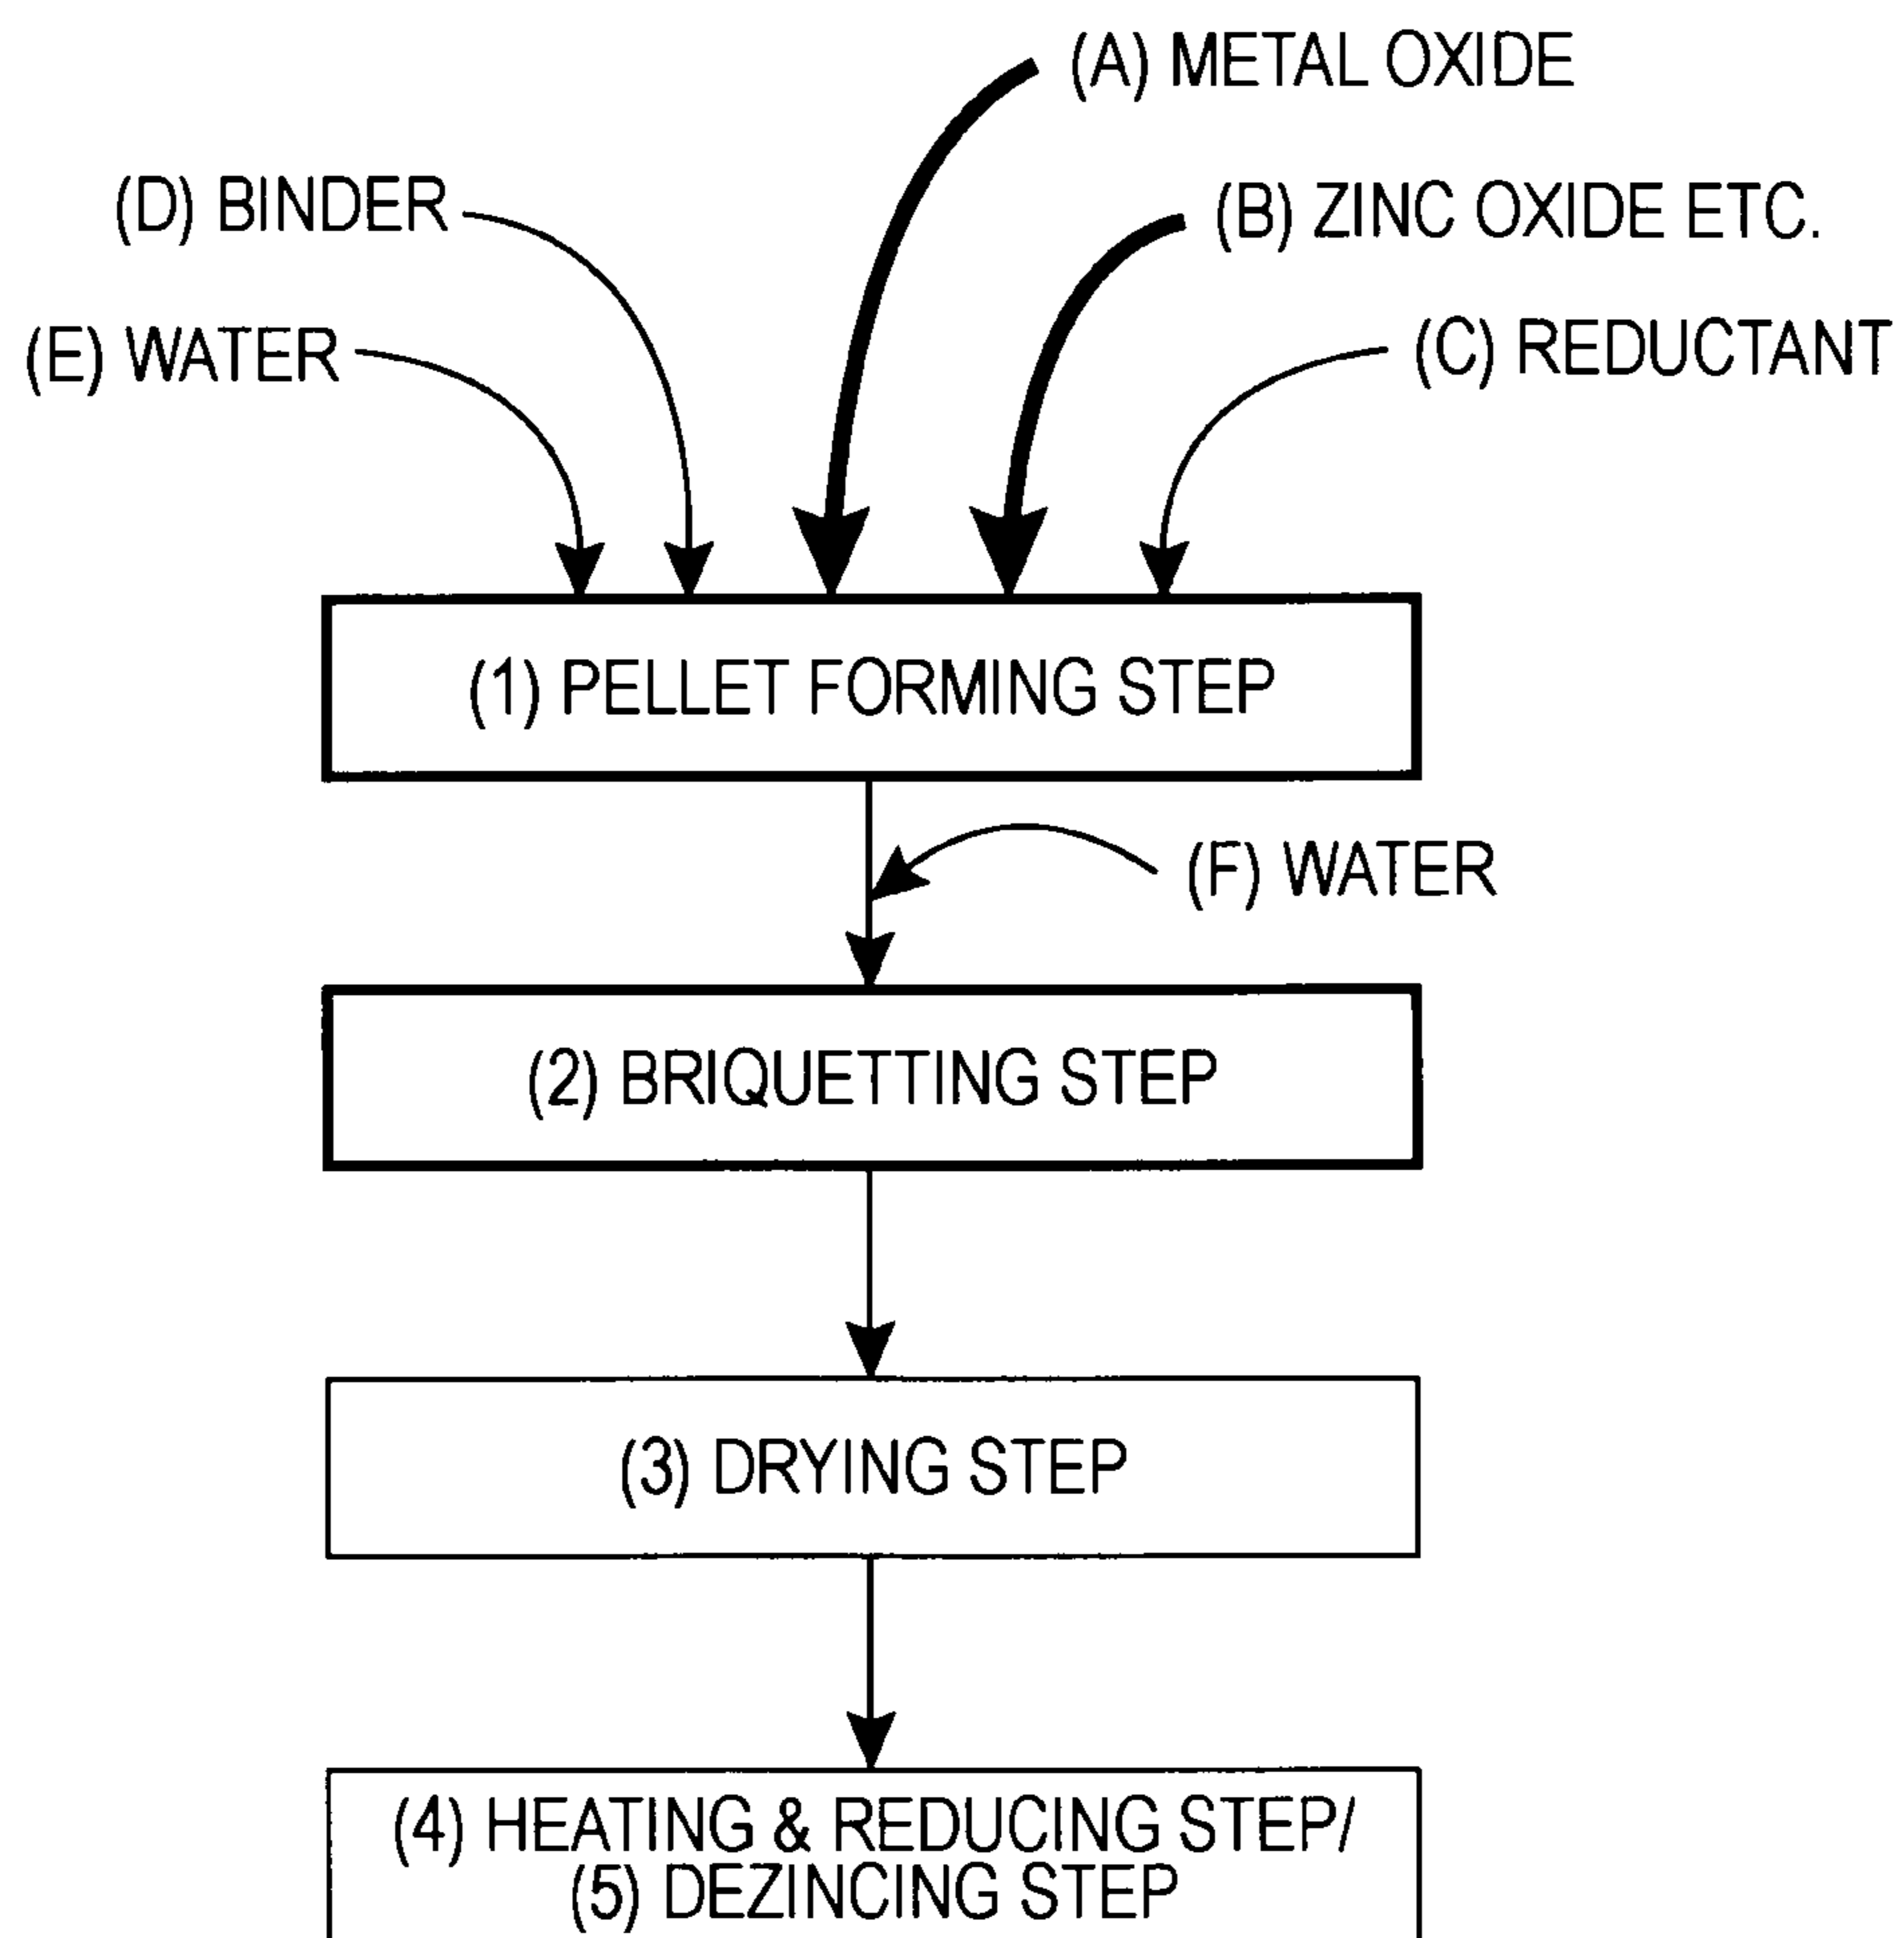 (A) METAL OXIDE
(D) BINDER
(B) ZINC OXIDE ETC.
(E) WATER
(C) REDUCTANT
(1) PELLET FORMING STEP
(F) WATER
(2) BRIQUETTING STEP
(3) DRYING STEP
(4) HEATING & REDUCING STEP/
(5) DEZINCING STEP